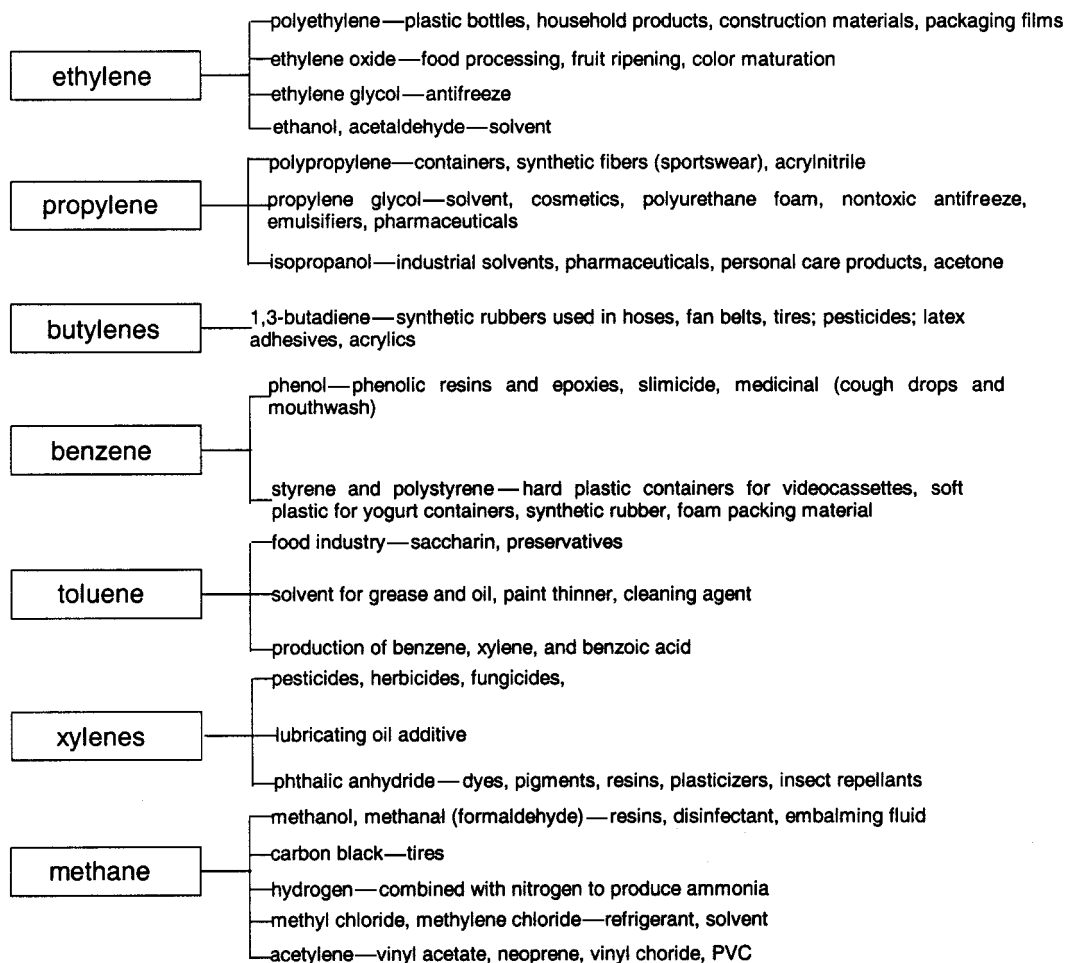 polyethylene—plastic bottles, household products, construction materials, packaging films
ethylene
ethylene oxide—food processing, fruit ripening, color maturation
ethylene glycol—antifreeze
ethanol, acetaldehyde—solvent
polypropylene—containers, synthetic fibers (sportswear), acrylnitrile
propylene
propylene glycol—solvent, cosmetics, polyurethane foam, nontoxic antifreeze,
emulsifiers, pharmaceuticals
isopropanol—industrial solvents, pharmaceuticals, personal care products, acetone
butylenes
1,3-butadiene—synthetic rubbers used in hoses, fan belts, tires; pesticides; latex
adhesives, acrylics
phenol—phenolic resins and epoxies, slimicide, medicinal (cough drops and
mouthwash)
benzene
styrene and polystyrene—hard plastic containers for videocassettes, soft
plastic for yogurt containers, synthetic rubber, foam packing material
food industry—saccharin, preservatives
toluene
solvent for grease and oil, paint thinner, cleaning agent
production of benzene, xylene, and benzoic acid
pesticides, herbicides, fungicides,
xylenes
lubricating oil additive
phthalic anhydride—dyes, pigments, resins, plasticizers, insect repellants
methanol, methanal (formaldehyde)—resins, disinfectant, embalming fluid
methane
carbon black—tires
hydrogen—combined with nitrogen to produce ammonia
methyl chloride, methylene chloride—refrigerant, solvent
acetylene—vinyl acetate, neoprene, vinyl choride, PVC